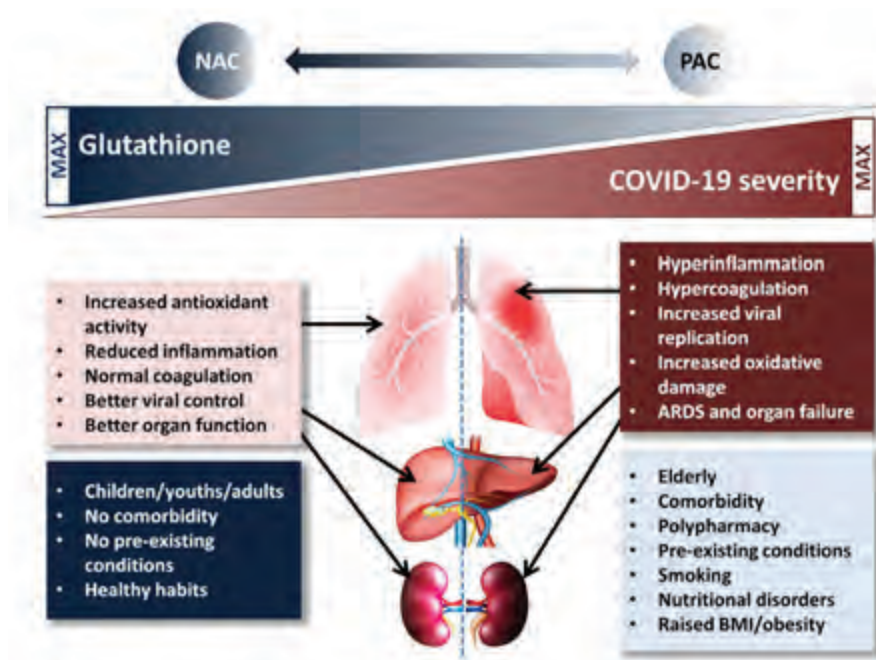 NAC
PAC
MAX
Glutathione
COVID-19 severity
MAX
• Increased antioxidant
activity
• Reduced inflammation
• Normal coagulation
• Better viral control
• Better organ function
• Hyperinflammation
• Hypercoagulation
• Increased viral
replication
• Increased oxidative
damage
• ARDS and organ failure
• Children/youths/adults
• No comorbidity
• No pre-existing
conditions
• Healthy habits
• Elderly
• Comorbidity
• Polypharmacy
• Pre-existing conditions
• Smoking
• Nutritional disorders
• Raised BMI/obesity